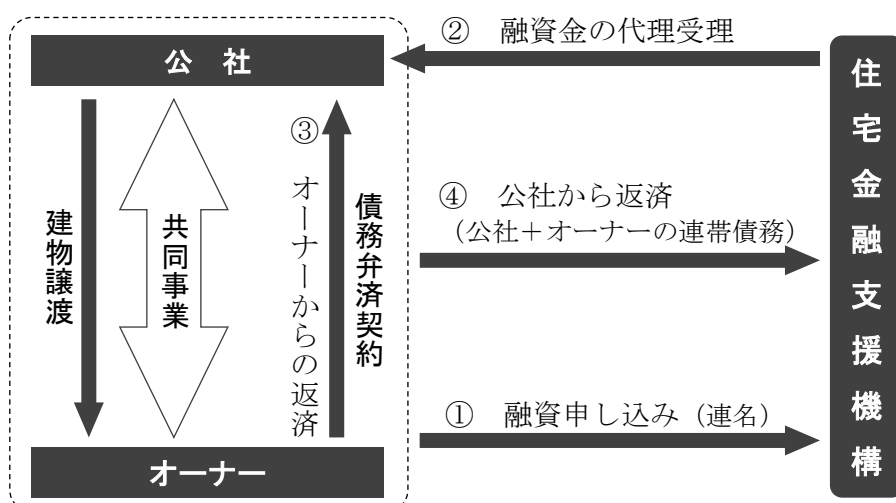 ② 融資金の代理受理
公 社
住宅金融支援機構
③ オーナーからの返済
債務弁済契約
建物譲渡
共同事業
④ 公社から返済
（公社＋オーナーの連帯債務）
① 融資申し込み（連名）
オーナー